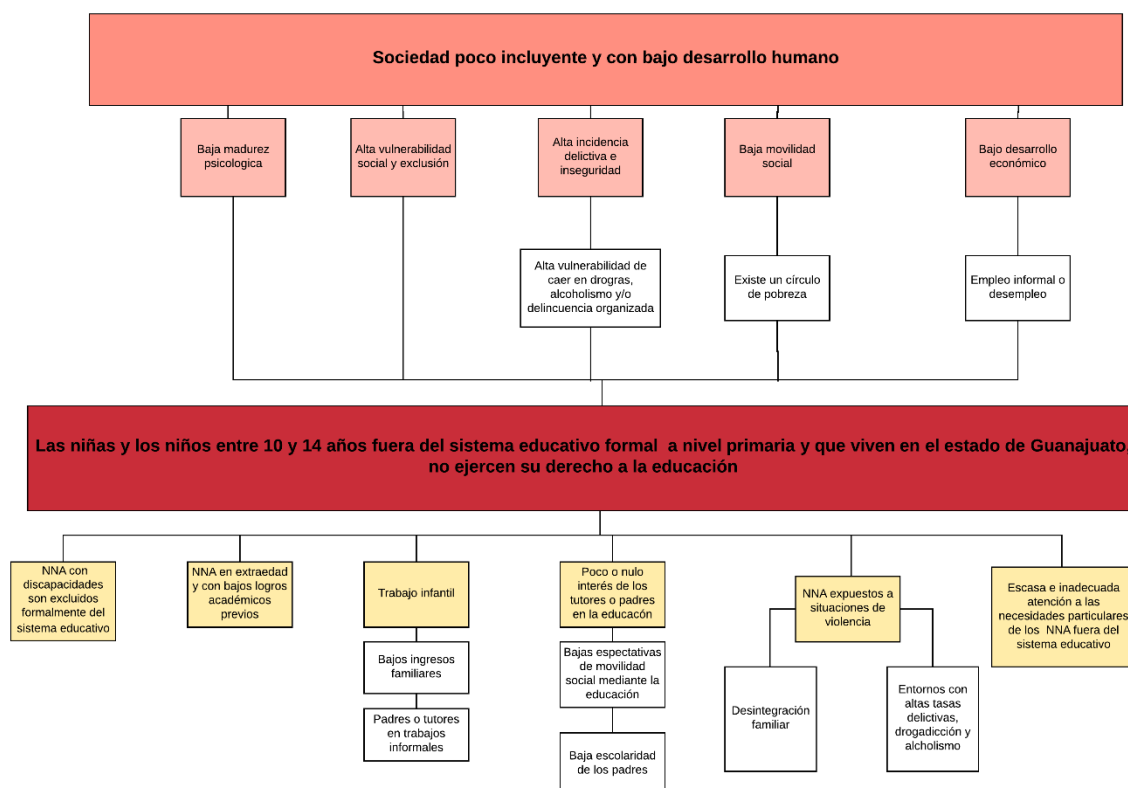 Sociedad poco incluyente y con bajo desarrollo humano
Baja madurez
psicologica
Alta vulnerabilidad
social y exclusión
Alta incidencia
delictiva e
inseguridad
Baja movilidad
social
Bajo desarrollo
económico
Alta vulnerabilidad de
caer en drogras,
alcoholismo y/o
delincuencia organizada
Existe un círculo
de pobreza
Empleo informal o
desempleo
Las niñas y los niños entre 10 y 14 años fuera del sistema educativo formal a nivel primaria y que viven en el estado de Guanajuato,
no ejercen su derecho a la educación
NNA con
discapacidades
son excluidos
formalmente del
sistema educativo
NNA en extraedad
y con bajos logros
académicos
previos
Trabajo infantil
Poco o nulo
interés de los
tutores o padres
en la educacón
NNA expuestos a
situaciones de
violencia
Escasa e inadecuada
atención a las
necesidades particulares
de los NNA fuera del
sistema educativo
Bajos ingresos
familiares
Padres o tutores
en trabajos
informales
Bajas espectativas
de movilidad
social mediante la
educación
Baja escolaridad
de los padres
Desintegración
familiar
Entornos con
altas tasas
delictivas,
drogadicción y
alcholismo